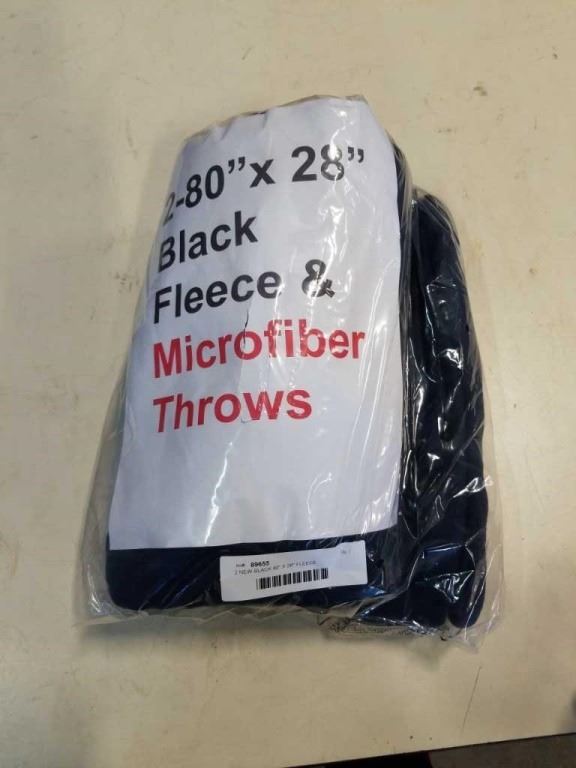 2-80”x 28”
Black
Fleece &
Microfiber
Throws
89655
2 NEW BLACK 80" X 28" FLEECE